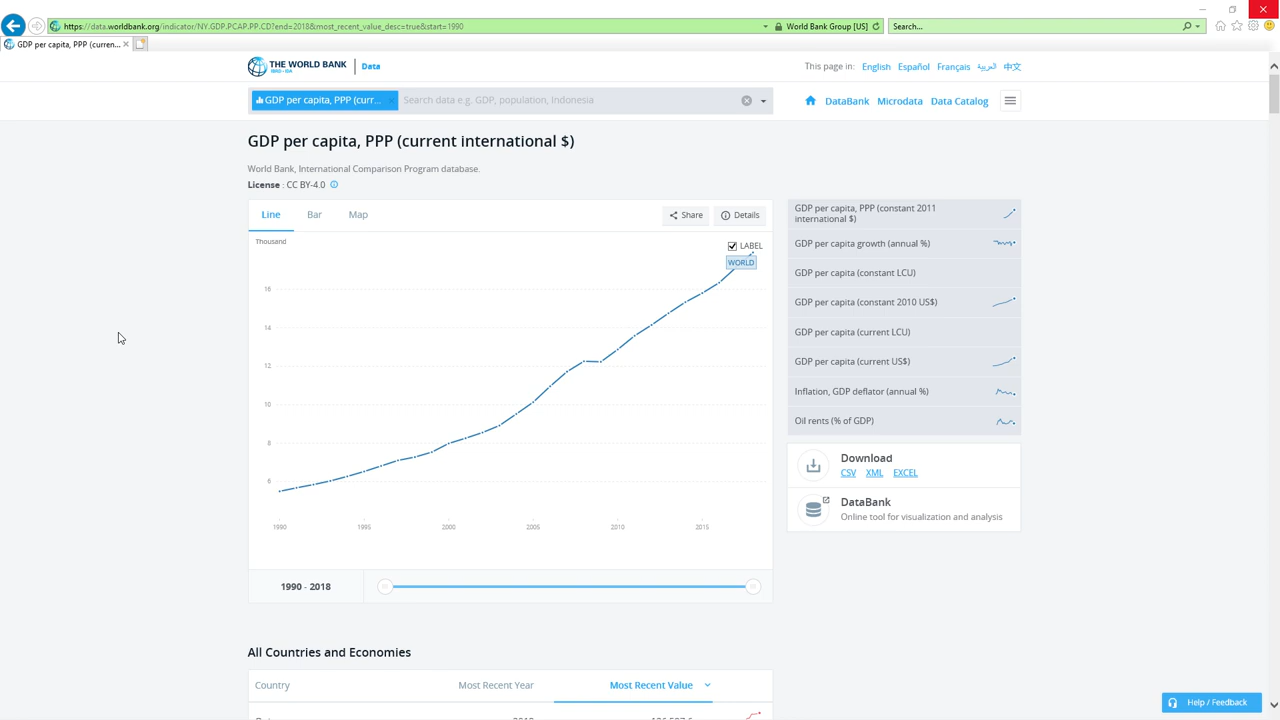 https://data.worldbank.org/indicator/NY.GDP.PCAP.PP.CD?end=2018&most_recent_value_desc=true&start=1990
World Bank Group [US]
Search...
GDP per capita, PPP (curren...
THE WORLD BANK
IBRD • IDA
Data
This page in: English Español Français العربية 中文
GDP per capita, PPP (curr...
Search data e.g. GDP, population, Indonesia
DataBank Microdata Data Catalog
GDP per capita, PPP (current international $)
World Bank, International Comparison Program database.
License : CC BY-4.0
Line Bar Map
Share Details
Thousand
LABEL
WORLD
16
14
12
10
8
6
1990 1995 2000 2005 2010 2015
1990 - 2018
GDP per capita, PPP (constant 2011
international $)
GDP per capita growth (annual %)
GDP per capita (constant LCU)
GDP per capita (constant 2010 US$)
GDP per capita (current LCU)
GDP per capita (current US$)
Inflation, GDP deflator (annual %)
Oil rents (% of GDP)
Download
CSV XML EXCEL
DataBank
Online tool for visualization and analysis
All Countries and Economies
Country Most Recent Year Most Recent Value
Help / Feedback